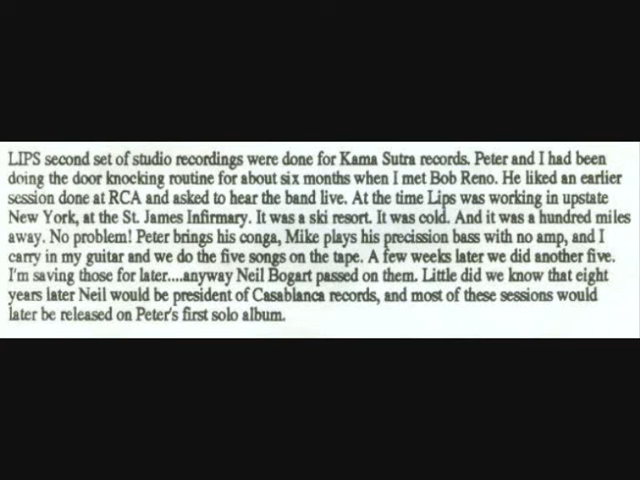 LIPS second set of studio recordings were done for Kama Sutra records. Peter and I had been
doing the door knocking routine for about six months when I met Bob Reno. He liked an earlier
session done at RCA and asked to hear the band live. At the time Lips was working in upstate
New York, at the St. James Infirmary. It was a ski resort. It was cold. And it was a hundred miles
away. No problem! Peter brings his conga, Mike plays his precission bass with no amp, and I
carry in my guitar and we do the five songs on the tape. A few weeks later we did another five.
I'm saving those for later....anyway Neil Bogart passed on them. Little did we know that eight
years later Neil would be president of Casablanca records, and most of these sessions would
later be released on Peter's first solo album.